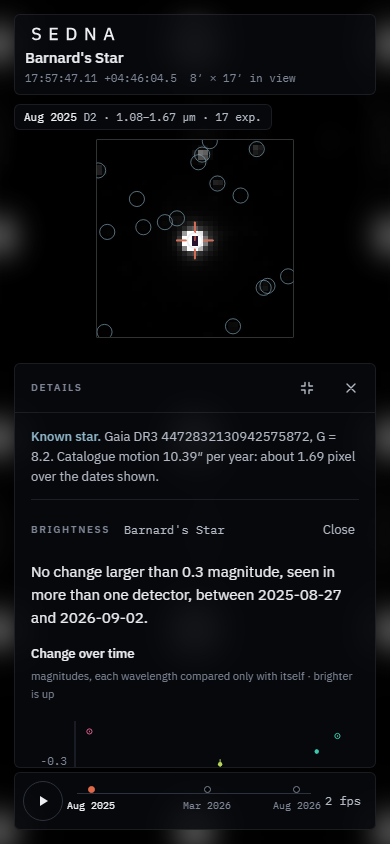 SEDNA
Barnard's Star
17:57:47.11 +04:46:04.5 8′ × 17′ in view
Aug 2025 D2 · 1.08–1.67 µm · 17 exp.
DETAILS
Known star. Gaia DR3 4472832130942575872, G =
8.2. Catalogue motion 10.39″ per year: about 1.69 pixel
over the dates shown.
BRIGHTNESS Barnard's Star Close
No change larger than 0.3 magnitude, seen in
more than one detector, between 2025-08-27
and 2026-09-02.
Change over time
magnitudes, each wavelength compared only with itself · brighter
is up
-0.3
Aug 2025 Mar 2026 Aug 2026 2 fps